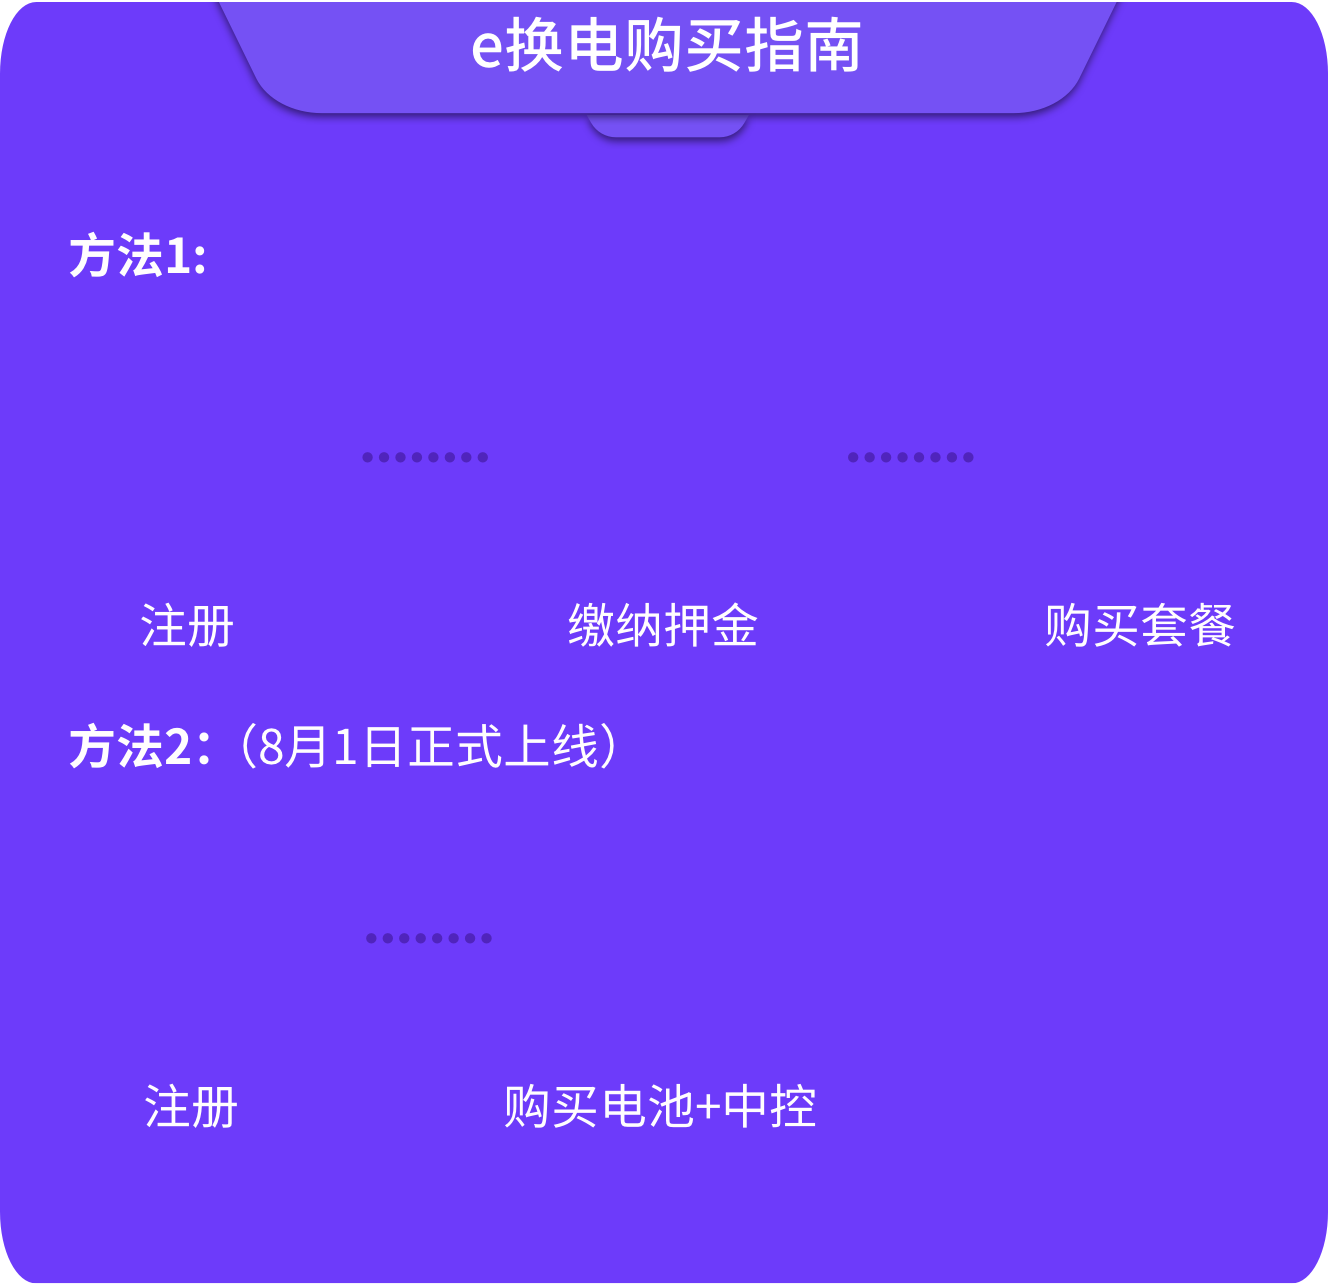 e换电购买指南
方法1:
注册 缴纳押金 购买套餐
方法2：（8月1日正式上线）
注册 购买电池+中控